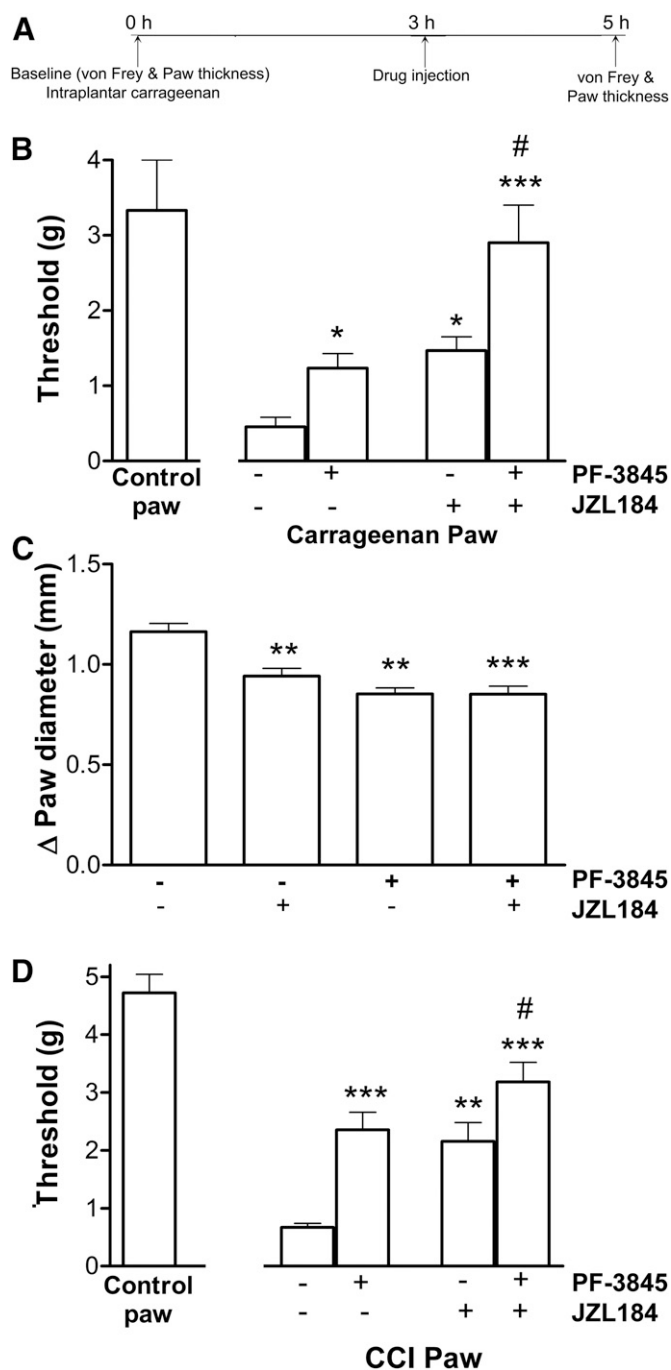 A
0 h
3 h
5 h
Baseline (von Frey & Paw thickness)
Intraplantar carrageenan
Drug injection
von Frey &
Paw thickness
B
Threshold (g)
4
3
2
1
0
*
*
#
***
Control
paw
- + - + PF-3845
- - + + JZL184
Carrageenan Paw
C
Δ Paw diameter (mm)
1.5
1.0
0.5
0.0
** ** ***
- - + + PF-3845
- + - + JZL184
D
Threshold (g)
5
4
3
2
1
0
***
**
#
***
Control
paw
- + - + PF-3845
- - + + JZL184
CCI Paw